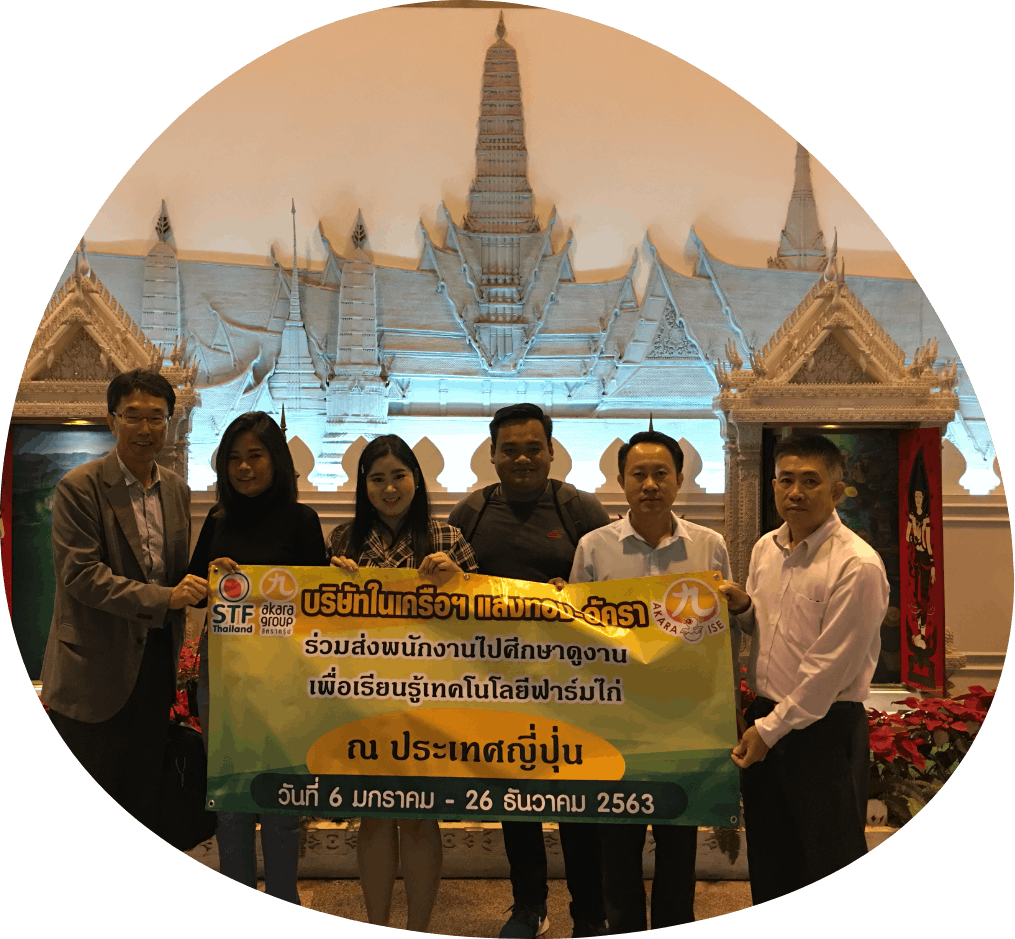 STF
Thailand
akara
group
อัครากรุ๊ป
บริษัทในเครือฯ แสงทอง-อัครา
九
AKARA ISE
ร่วมส่งพนักงานไปศึกษาดูงาน
เพื่อเรียนรู้เทคโนโลยีฟาร์มไก่
ณ ประเทศญี่ปุ่น
วันที่ 6 มกราคม - 26 ธันวาคม 2563